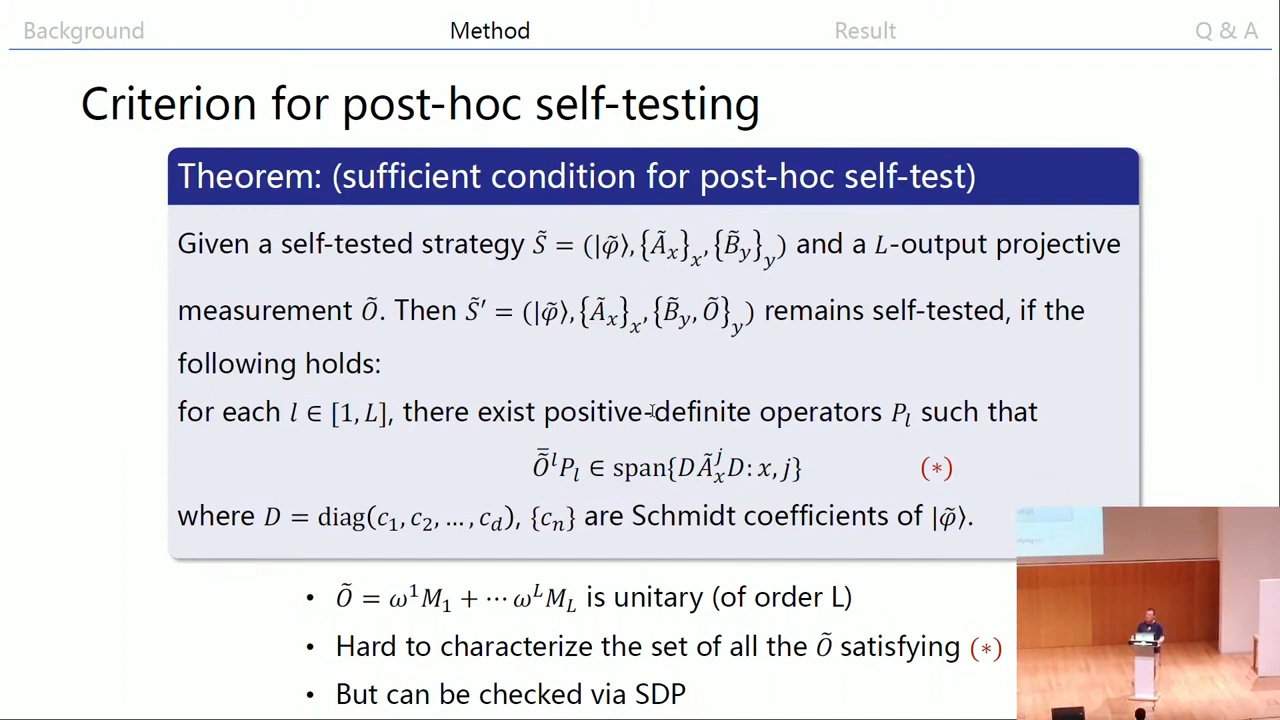 Background Method Result Q & A
Criterion for post-hoc self-testing
Theorem: (sufficient condition for post-hoc self-test)
Given a self-tested strategy S̃ = (|φ̃⟩, {Ã_x}_x, {B̃_y}_y) and a L-output projective
measurement Õ. Then S̃′ = (|φ̃⟩, {Ã_x}_x, {B̃_y, Õ}_y) remains self-tested, if the
following holds:
for each l ∈ [1, L], there exist positive-definite operators P_l such that
Õ̅^l P_l ∈ span{DÃ_x^j D: x, j} (∗)
where D = diag(c_1, c_2, …, c_d), {c_n} are Schmidt coefficients of |φ̃⟩.
• Õ = ω^1 M_1 + ⋯ ω^L M_L is unitary (of order L)
• Hard to characterize the set of all the Õ satisfying (∗)
• But can be checked via SDP